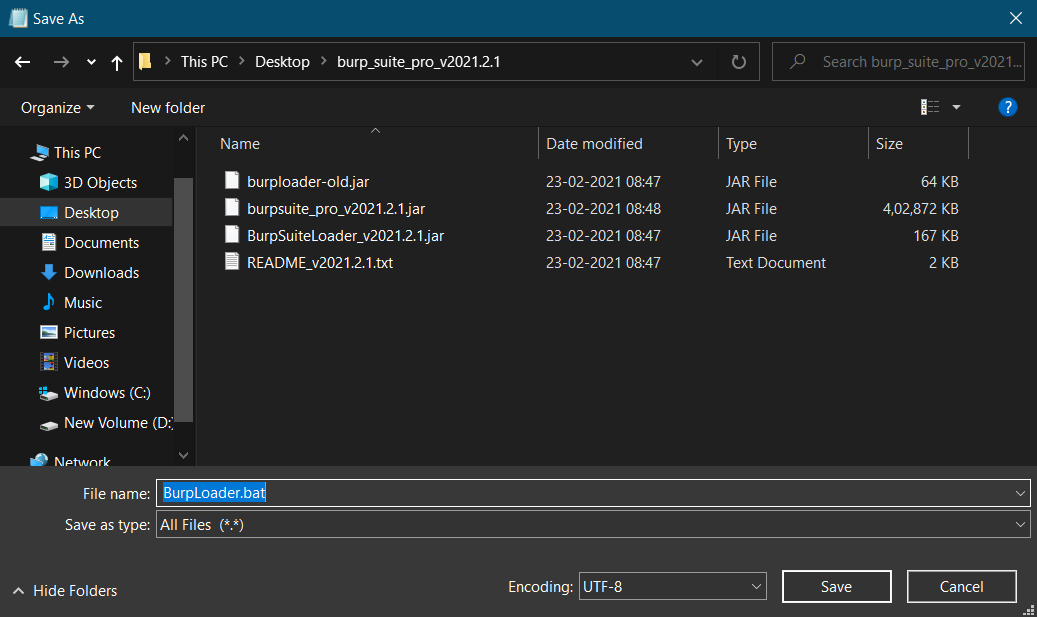 Save As
This PC > Desktop > burp_suite_pro_v2021.2.1
Search burp_suite_pro_v2021...
Organize
New folder
?
This PC
3D Objects
Desktop
Documents
Downloads
Music
Pictures
Videos
Windows (C:)
New Volume (D:)
Network
Name Date modified Type Size
burploader-old.jar 23-02-2021 08:47 JAR File 64 KB
burpsuite_pro_v2021.2.1.jar 23-02-2021 08:48 JAR File 4,02,872 KB
BurpSuiteLoader_v2021.2.1.jar 23-02-2021 08:47 JAR File 167 KB
README_v2021.2.1.txt 23-02-2021 08:47 Text Document 2 KB
File name: BurpLoader.bat
Save as type: All Files (*.*)
Hide Folders
Encoding: UTF-8
Save
Cancel